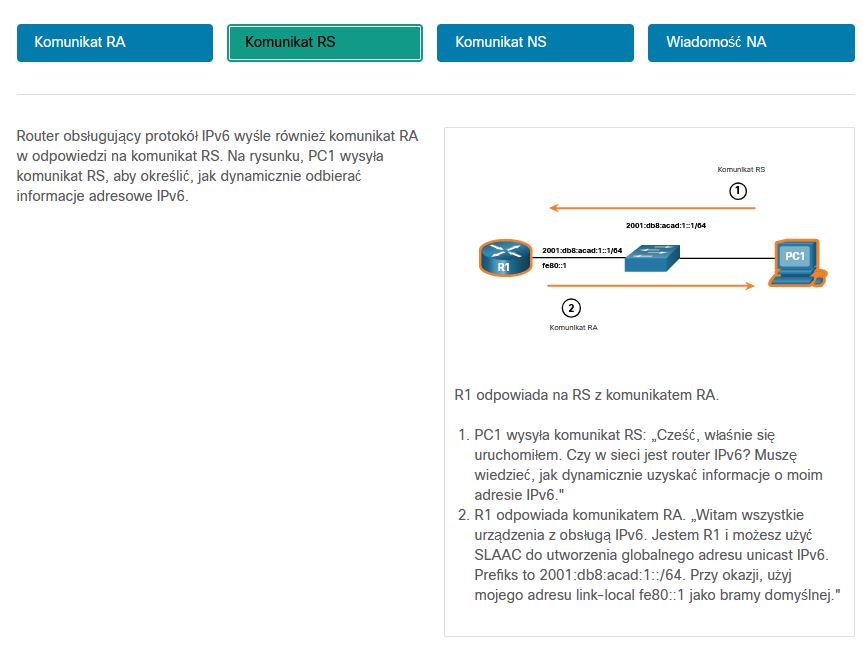 Komunikat RA
Komunikat RS
Komunikat NS
Wiadomość NA
Router obsługujący protokół IPv6 wyśle również komunikat RA
w odpowiedzi na komunikat RS. Na rysunku, PC1 wysyła
komunikat RS, aby określić, jak dynamicznie odbierać
informacje adresowe IPv6.
Komunikat RS
1
2001:db8:acad:1::1/64
2001:db8:acad:1::1/64
R1
fe80::1
PC1
2
Komunikat RA
R1 odpowiada na RS z komunikatem RA.
1. PC1 wysyła komunikat RS: „Cześć, właśnie się
uruchomiłem. Czy w sieci jest router IPv6? Muszę
wiedzieć, jak dynamicznie uzyskać informacje o moim
adresie IPv6."
2. R1 odpowiada komunikatem RA. „Witam wszystkie
urządzenia z obsługą IPv6. Jestem R1 i możesz użyć
SLAAC do utworzenia globalnego adresu unicast IPv6.
Prefiks to 2001:db8:acad:1::/64. Przy okazji, użyj
mojego adresu link-local fe80::1 jako bramy domyślnej."